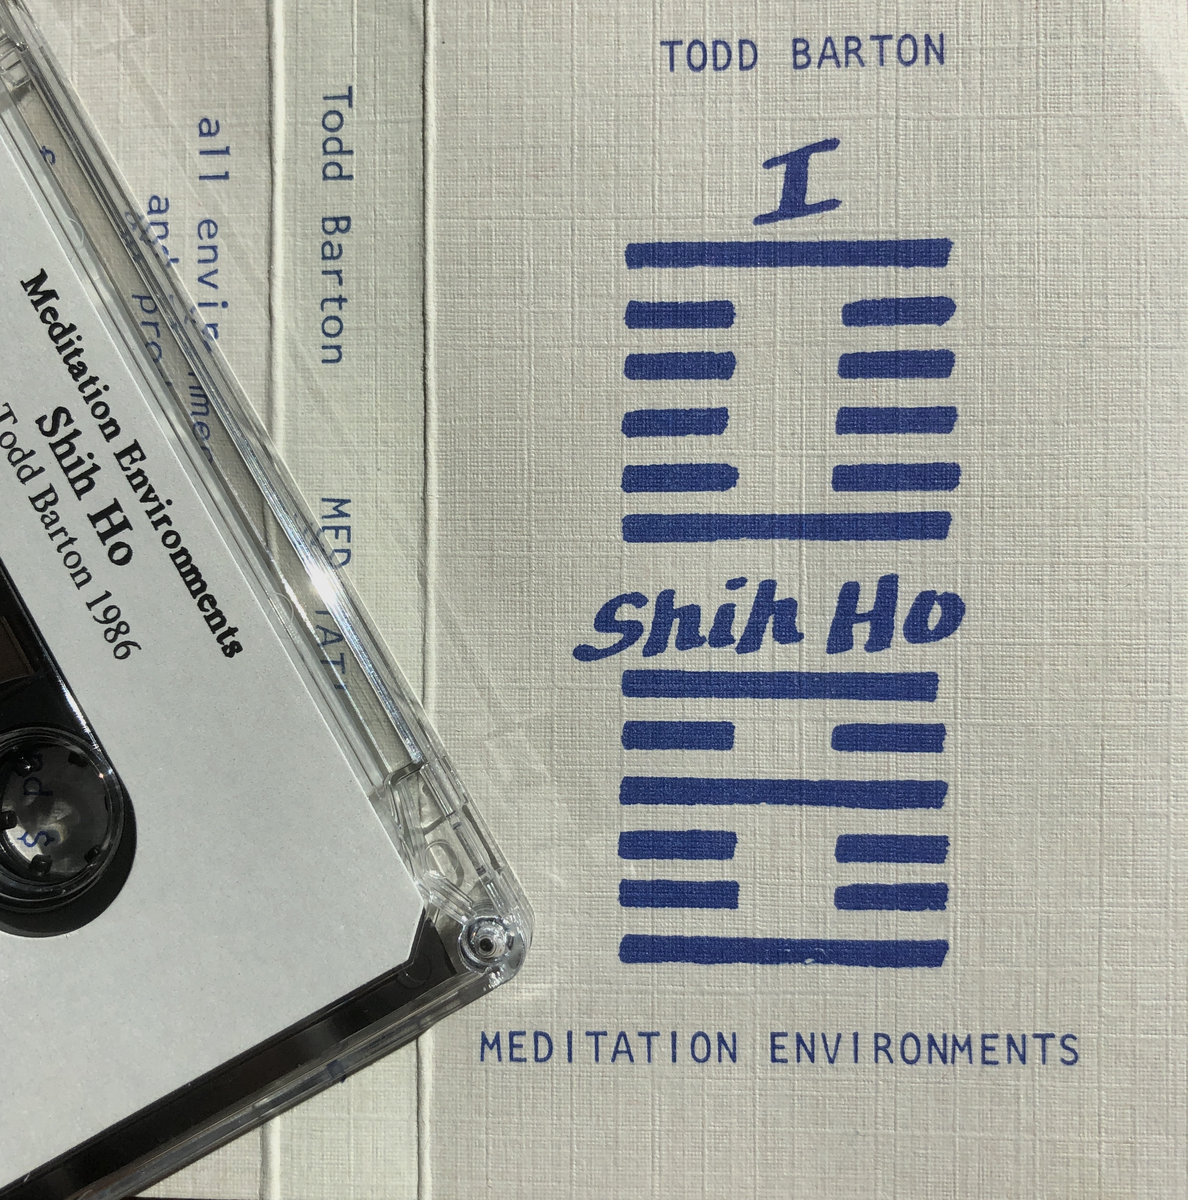 TODD BARTON
I
Shih Ho
MEDITATION ENVIRONMENTS
Todd Barton
all
Meditation Environments
Shih Ho
Todd Barton 1986